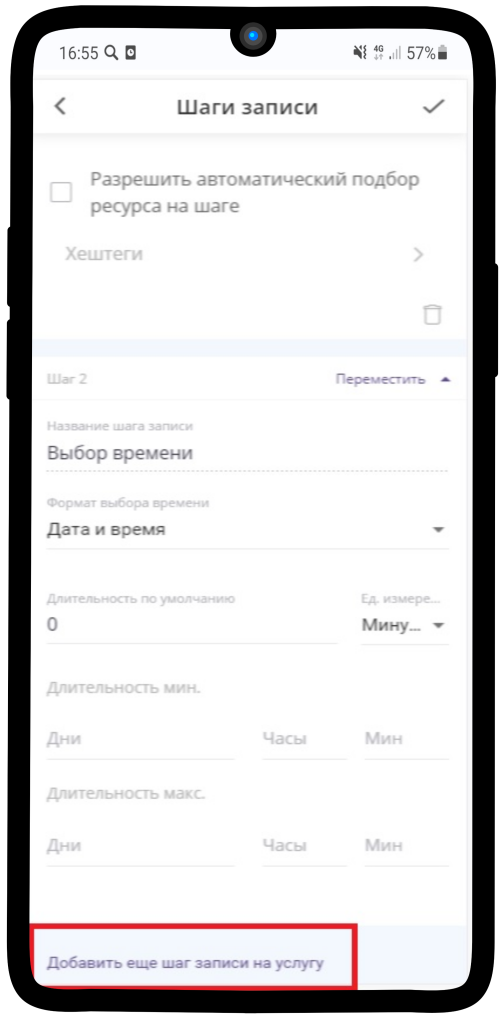 16:55 4G 57%
Шаги записи
Разрешить автоматический подбор
ресурса на шаге
Хештеги
Шаг 2 Переместить
Название шага записи
Выбор времени
Формат выбора времени
Дата и время
Длительность по умолчанию Ед. измере...
0 Мину...
Длительность мин.
Дни Часы Мин
Длительность макс.
Дни Часы Мин
Добавить еще шаг записи на услугу